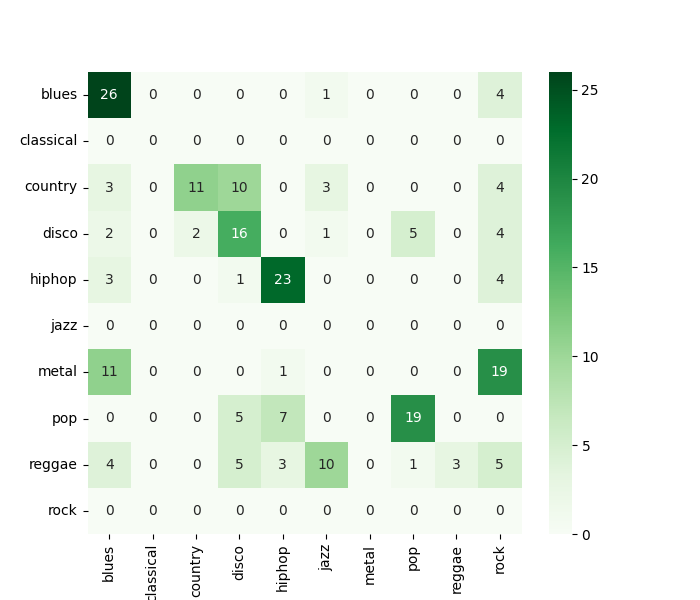 blues 26 0 0 0 0 1 0 0 0 4
classical 0 0 0 0 0 0 0 0 0 0
country 3 0 11 10 0 3 0 0 0 4
disco 2 0 2 16 0 1 0 5 0 4
hiphop 3 0 0 1 23 0 0 0 0 4
jazz 0 0 0 0 0 0 0 0 0 0
metal 11 0 0 0 1 0 0 0 0 19
pop 0 0 0 5 7 0 0 19 0 0
reggae 4 0 0 5 3 10 0 1 3 5
rock 0 0 0 0 0 0 0 0 0 0
blues classical country disco hiphop jazz metal pop reggae rock
25
20
15
10
5
0